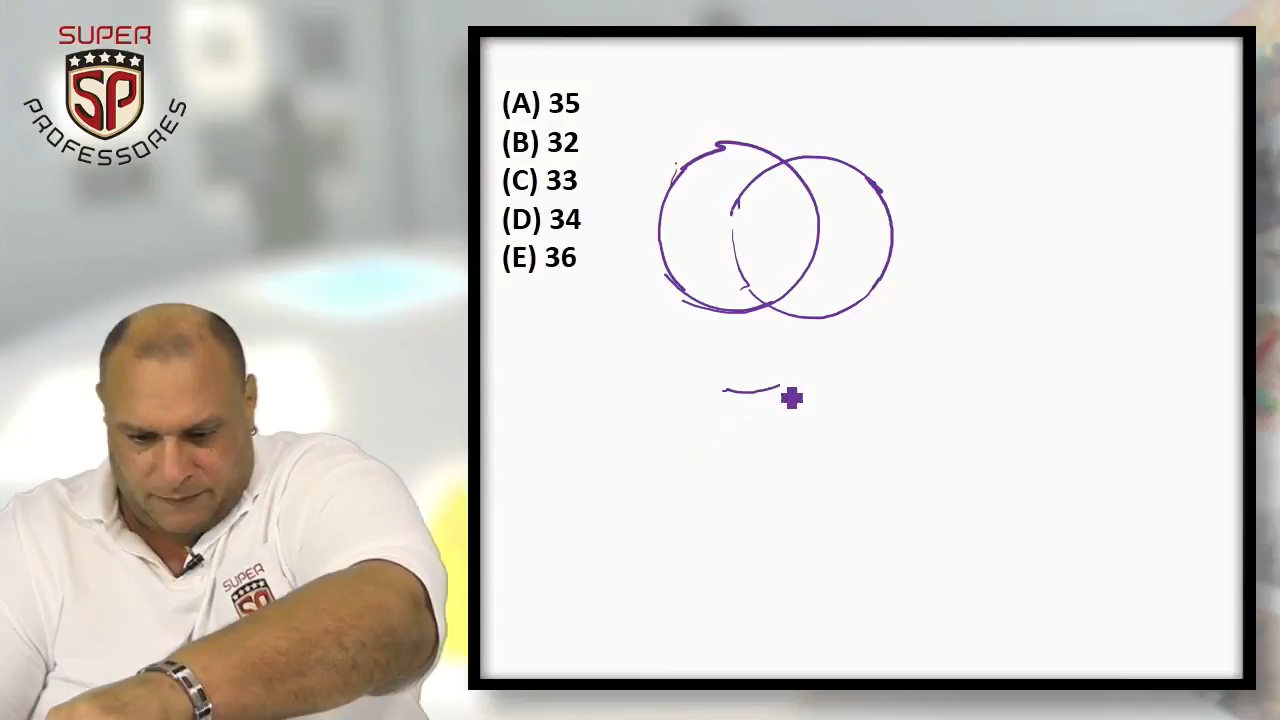 SUPER
SP
PROFESSORES
(A) 35
(B) 32
(C) 33
(D) 34
(E) 36
SUPER
SP